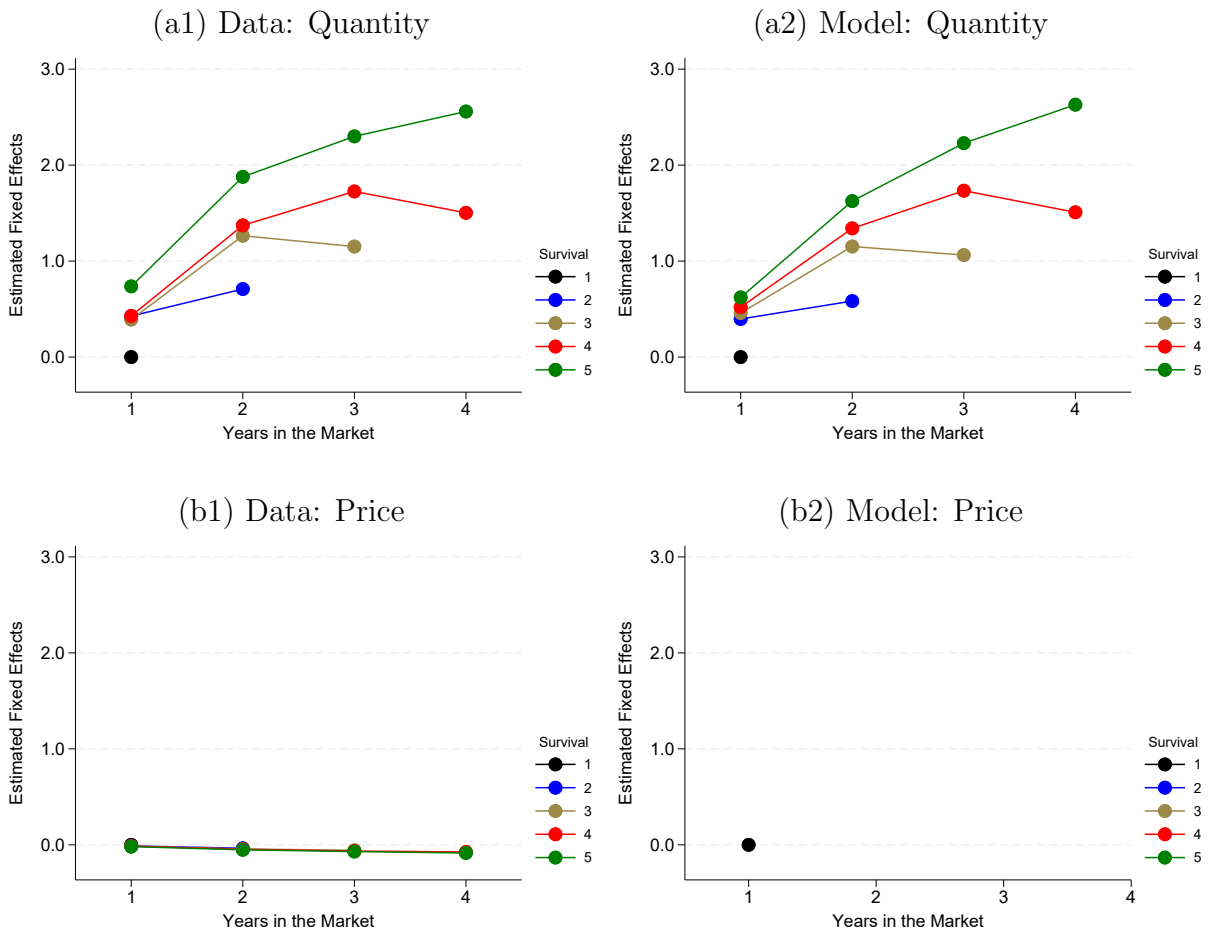 (a1) Data: Quantity
Estimated Fixed Effects
3.0
2.0
1.0
0.0
1 2 3 4
Years in the Market
Survival
1
2
3
4
5
(a2) Model: Quantity
Estimated Fixed Effects
3.0
2.0
1.0
0.0
1 2 3 4
Years in the Market
Survival
1
2
3
4
5
(b1) Data: Price
Estimated Fixed Effects
3.0
2.0
1.0
0.0
1 2 3 4
Years in the Market
Survival
1
2
3
4
5
(b2) Model: Price
Estimated Fixed Effects
3.0
2.0
1.0
0.0
1 2 3 4
Years in the Market
Survival
1
2
3
4
5